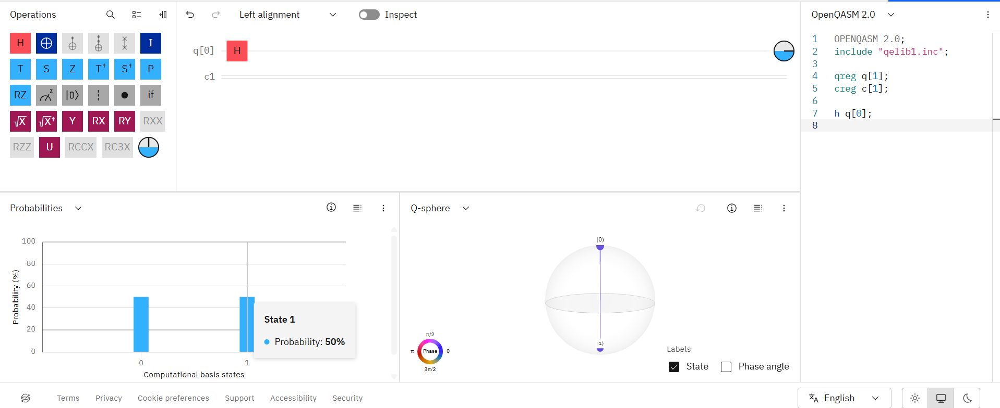 Operations
Left alignment
Inspect
OpenQASM 2.0
H
I
T
S
Z
T†
S†
P
RZ
z
|0⟩
if
√X
√X†
Y
RX
RY
RXX
RZZ
U
RCCX
RC3X
q[0]
H
c1
1 OPENQASM 2.0;
2 include "qelib1.inc";
3
4 qreg q[1];
5 creg c[1];
6
7 h q[0];
8
Probabilities
Probability (%)
100
80
60
40
20
0
0
1
Computational basis states
State 1
Probability: 50%
Q-sphere
|0⟩
|1⟩
π/2
π
Phase
0
3π/2
Labels
State
Phase angle
Terms
Privacy
Cookie preferences
Support
Accessibility
Security
English